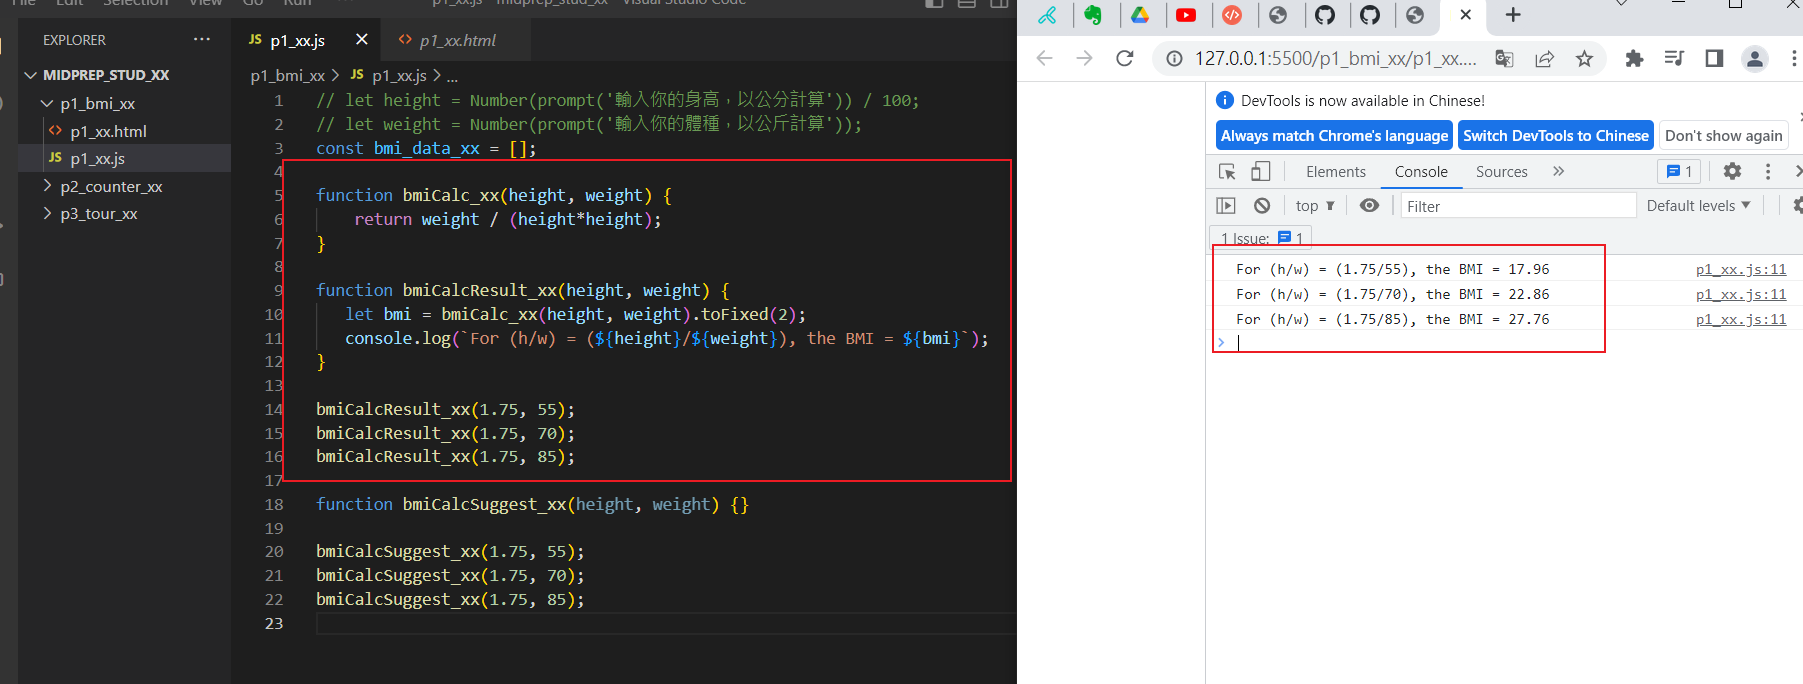 File Edit Selection View Go Run
p1_xx.js - midprep_stud_xx - Visual Studio Code
EXPLORER
MIDPREP_STUD_XX
p1_bmi_xx
p1_xx.html
JS p1_xx.js
p2_counter_xx
p3_tour_xx
JS p1_xx.js
p1_xx.html
p1_bmi_xx > JS p1_xx.js > ...
1 // let height = Number(prompt('輸入你的身高，以公分計算')) / 100;
2 // let weight = Number(prompt('輸入你的體種，以公斤計算'));
3 const bmi_data_xx = [];
4
5 function bmiCalc_xx(height, weight) {
6 return weight / (height*height);
7 }
8
9 function bmiCalcResult_xx(height, weight) {
10 let bmi = bmiCalc_xx(height, weight).toFixed(2);
11 console.log(`For (h/w) = (${height}/${weight}), the BMI = ${bmi}`);
12 }
13
14 bmiCalcResult_xx(1.75, 55);
15 bmiCalcResult_xx(1.75, 70);
16 bmiCalcResult_xx(1.75, 85);
17
18 function bmiCalcSuggest_xx(height, weight) {}
19
20 bmiCalcSuggest_xx(1.75, 55);
21 bmiCalcSuggest_xx(1.75, 70);
22 bmiCalcSuggest_xx(1.75, 85);
23
127.0.0.1:5500/p1_bmi_xx/p1_xx....
DevTools is now available in Chinese!
Always match Chrome's language
Switch DevTools to Chinese
Don't show again
Elements Console Sources
1
top
Filter
Default levels
1 Issue: 1
For (h/w) = (1.75/55), the BMI = 17.96 p1_xx.js:11
For (h/w) = (1.75/70), the BMI = 22.86 p1_xx.js:11
For (h/w) = (1.75/85), the BMI = 27.76 p1_xx.js:11